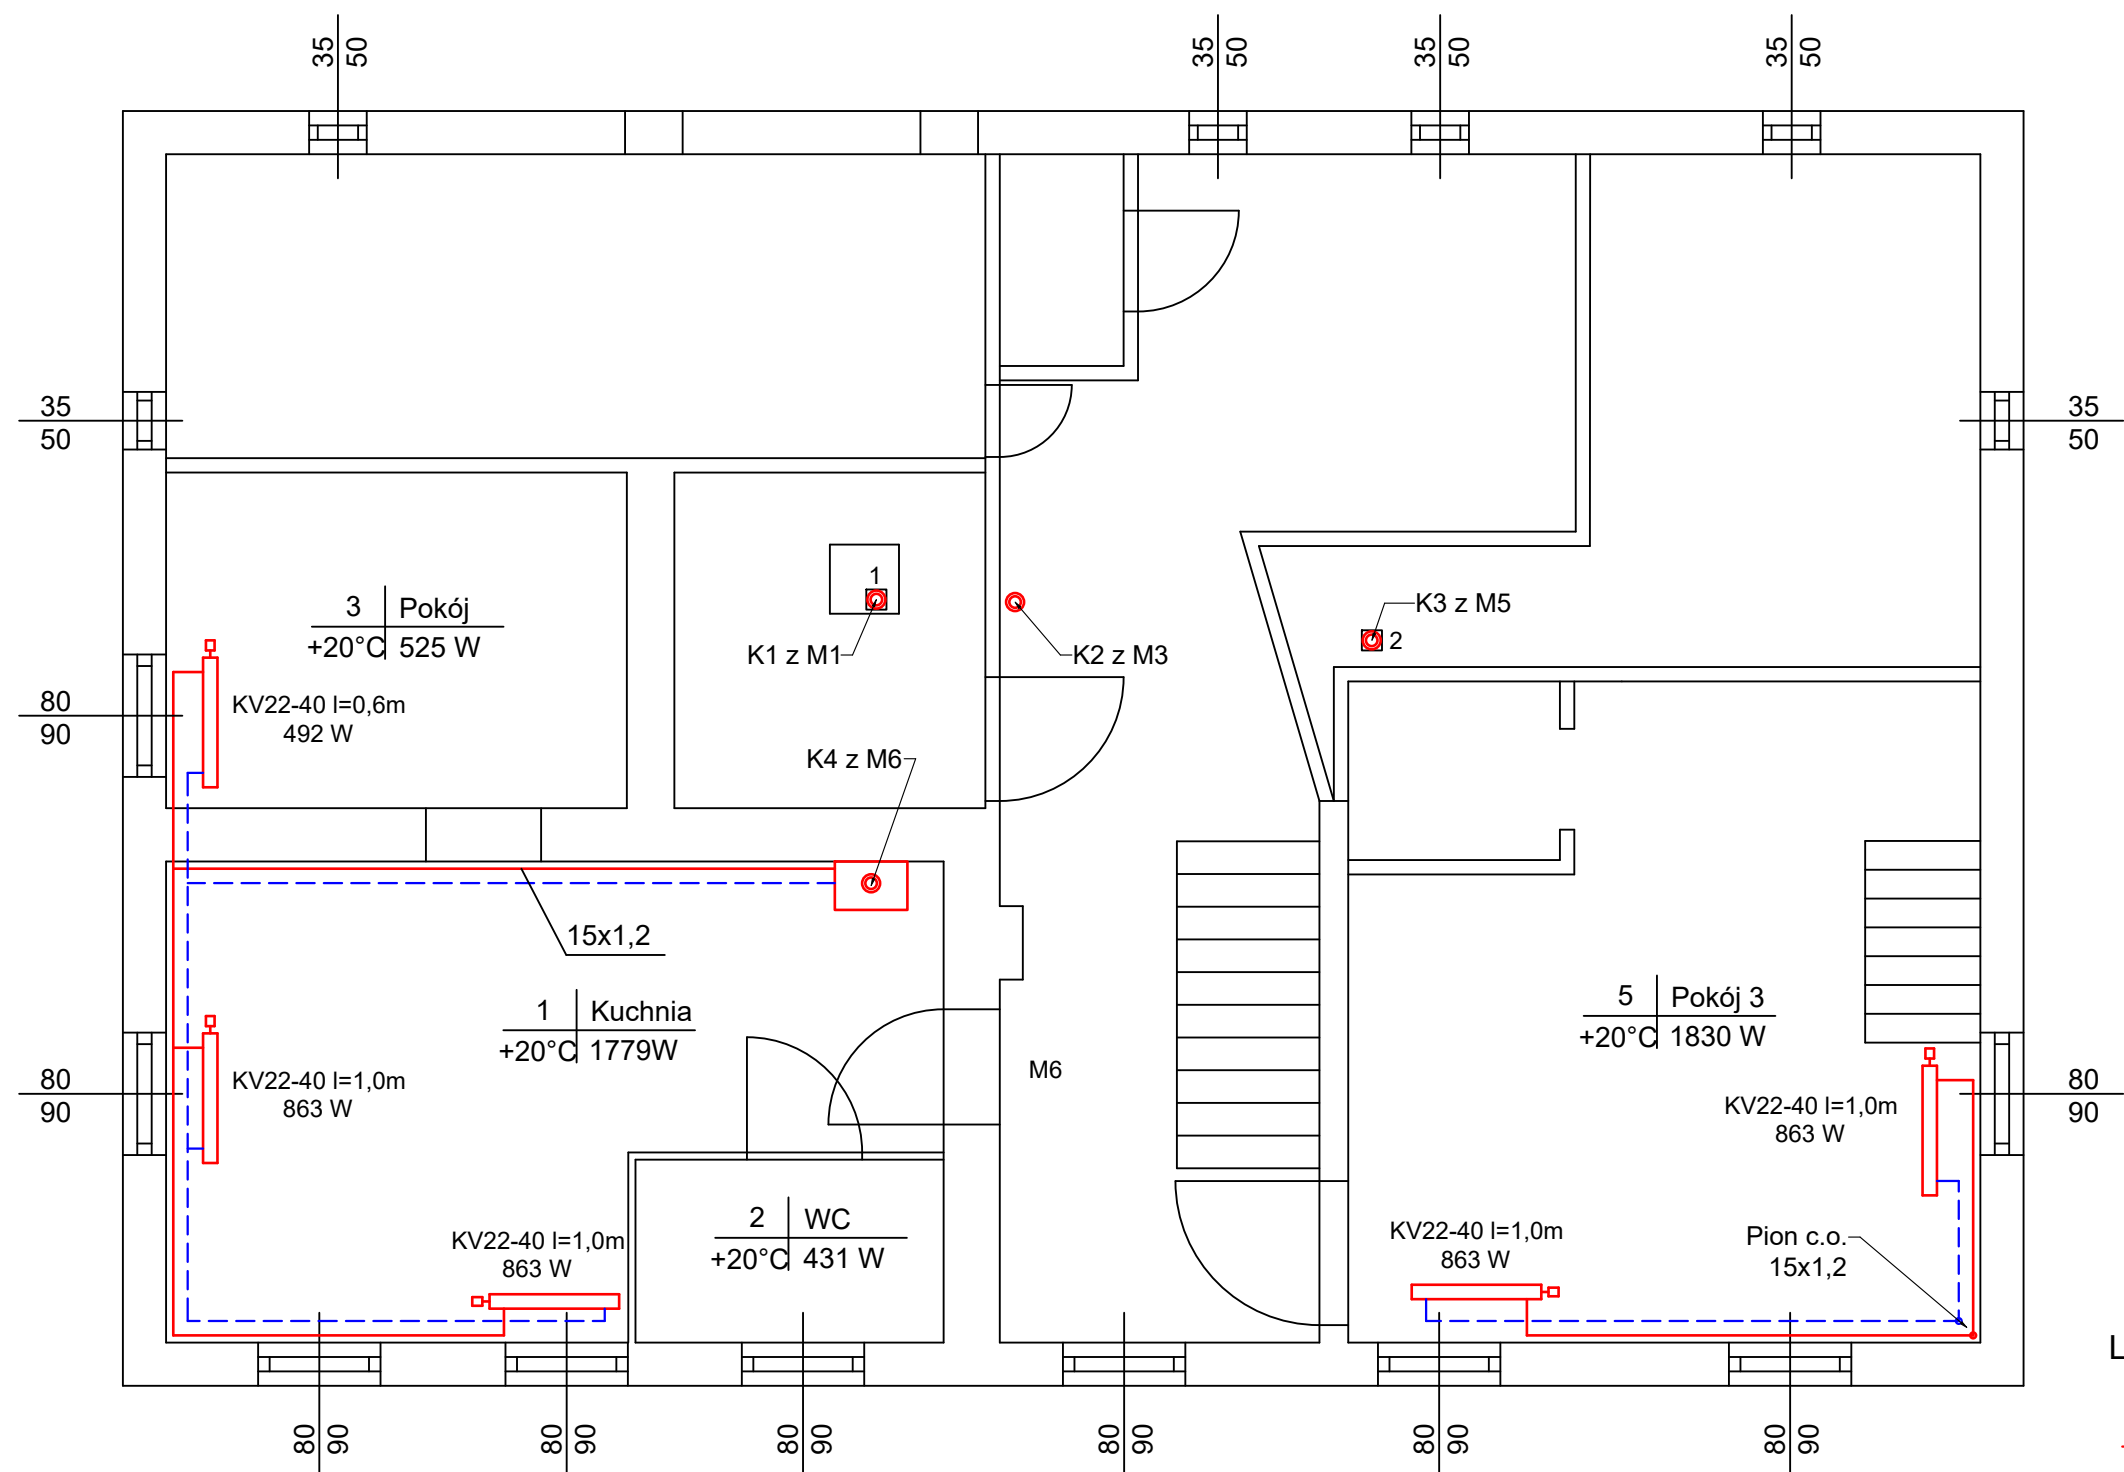 35
50
35
50
35
50
35
50
35
50
35
50
3 Pokój
+20°C 525 W
1
K1 z M1
K2 z M3
K3 z M5
2
80
90
KV22-40 l=0,6m
492 W
K4 z M6
15x1,2
1 Kuchnia
+20°C 1779W
5 Pokój 3
+20°C 1830 W
M6
80
90
KV22-40 l=1,0m
863 W
KV22-40 l=1,0m
863 W
80
90
2 WC
+20°C 431 W
KV22-40 l=1,0m
863 W
KV22-40 l=1,0m
863 W
Pion c.o.
15x1,2
L
80
90
80
90
80
90
80
90
80
90
80
90